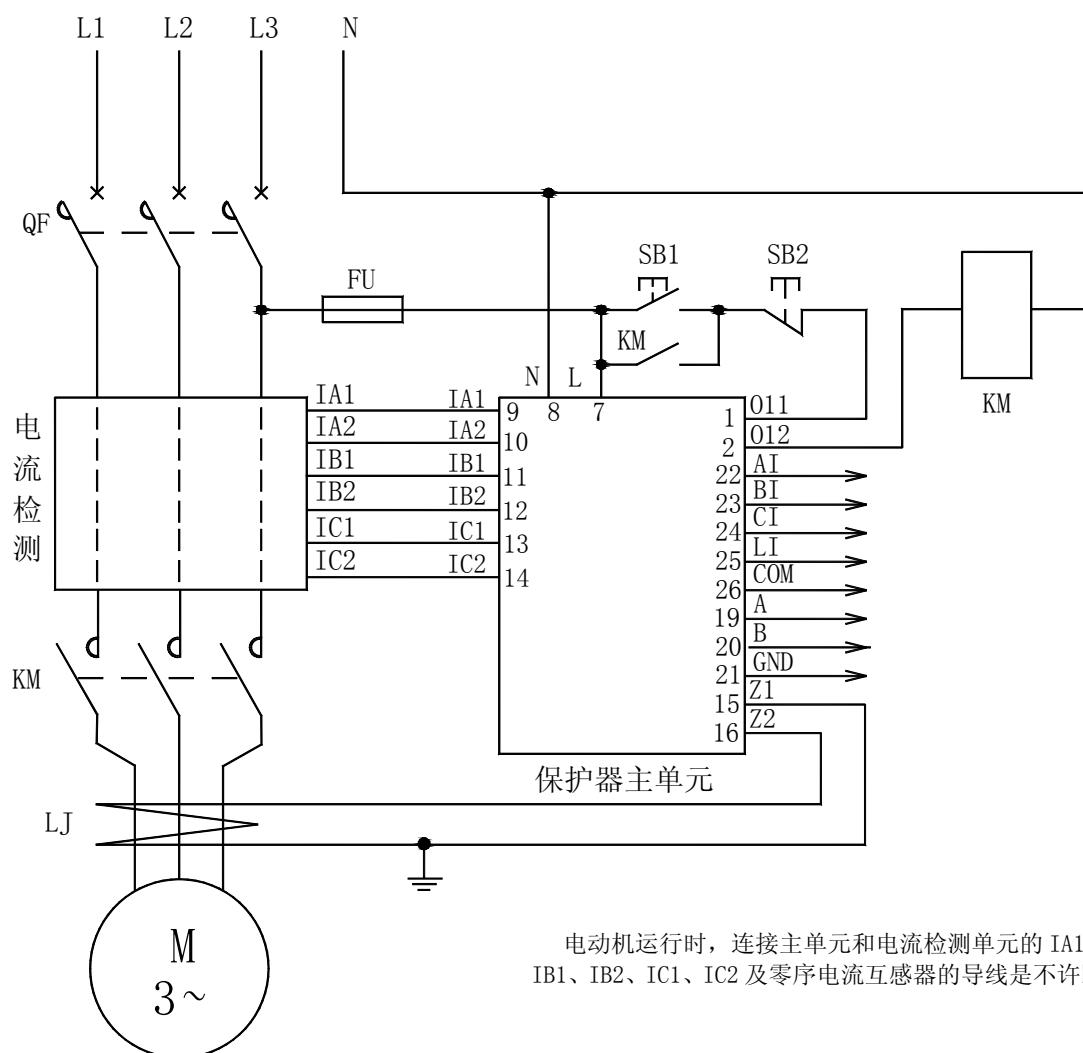 L1 L2 L3 N
QF
FU
SB1 SB2
KM
KM
N L
8 7
电流检测
IA1 IA1 9
IA2 IA2 10
IB1 IB1 11
IB2 IB2 12
IC1 IC1 13
IC2 IC2 14
1 O11
2 O12
22 AI
23 BI
24 CI
25 LI
26 COM
19 A
20 B
21 GND
15 Z1
16 Z2
KM
保护器主单元
LJ
M
3~
电动机运行时，连接主单元和电流检测单元的 IA1
IB1、IB2、IC1、IC2 及零序电流互感器的导线是不许